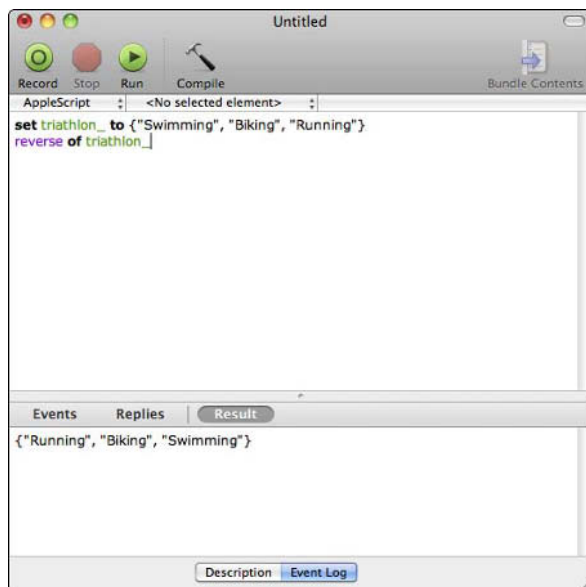 Untitled
Record Stop Run Compile Bundle Contents
AppleScript <No selected element>
set triathlon_ to {"Swimming", "Biking", "Running"}
reverse of triathlon_
Events Replies Result
{"Running", "Biking", "Swimming"}
Description Event Log